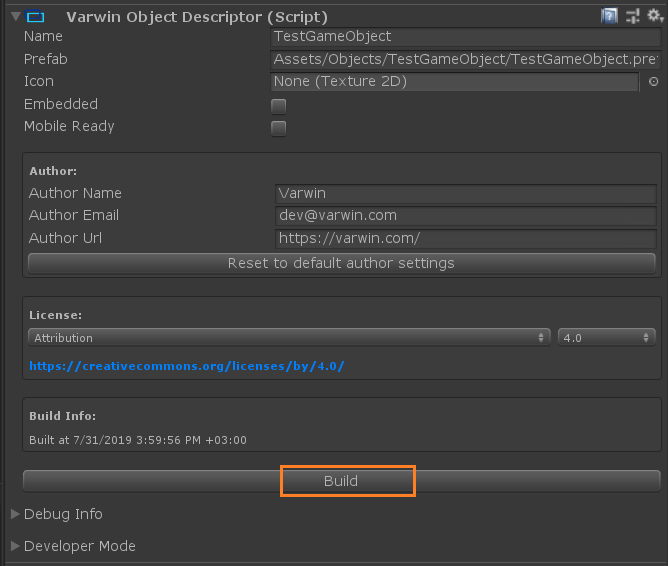 Varwin Object Descriptor (Script)
Name TestGameObject
Prefab Assets/Objects/TestGameObject/TestGameObject.pre
Icon None (Texture 2D)
Embedded
Mobile Ready
Author:
Author Name Varwin
Author Email dev@varwin.com
Author Url https://varwin.com/
Reset to default author settings
License:
Attribution 4.0
https://creativecommons.org/licenses/by/4.0/
Build Info:
Built at 7/31/2019 3:59:56 PM +03:00
Build
Debug Info
Developer Mode